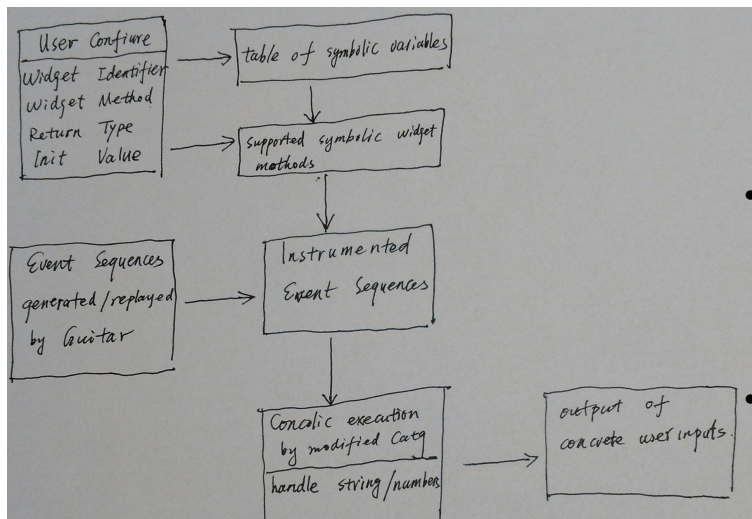 User Confiure
Widget Identifier
Widget Method
Return Type
Init Value
table of symbolic variables
supported symbolic widget
methods
Event Sequences
generated/replayed
by Guitar
Instrumented
Event Sequences
Concolic execution
by modified Catg
handle string/numbers
output of
concrete user inputs.